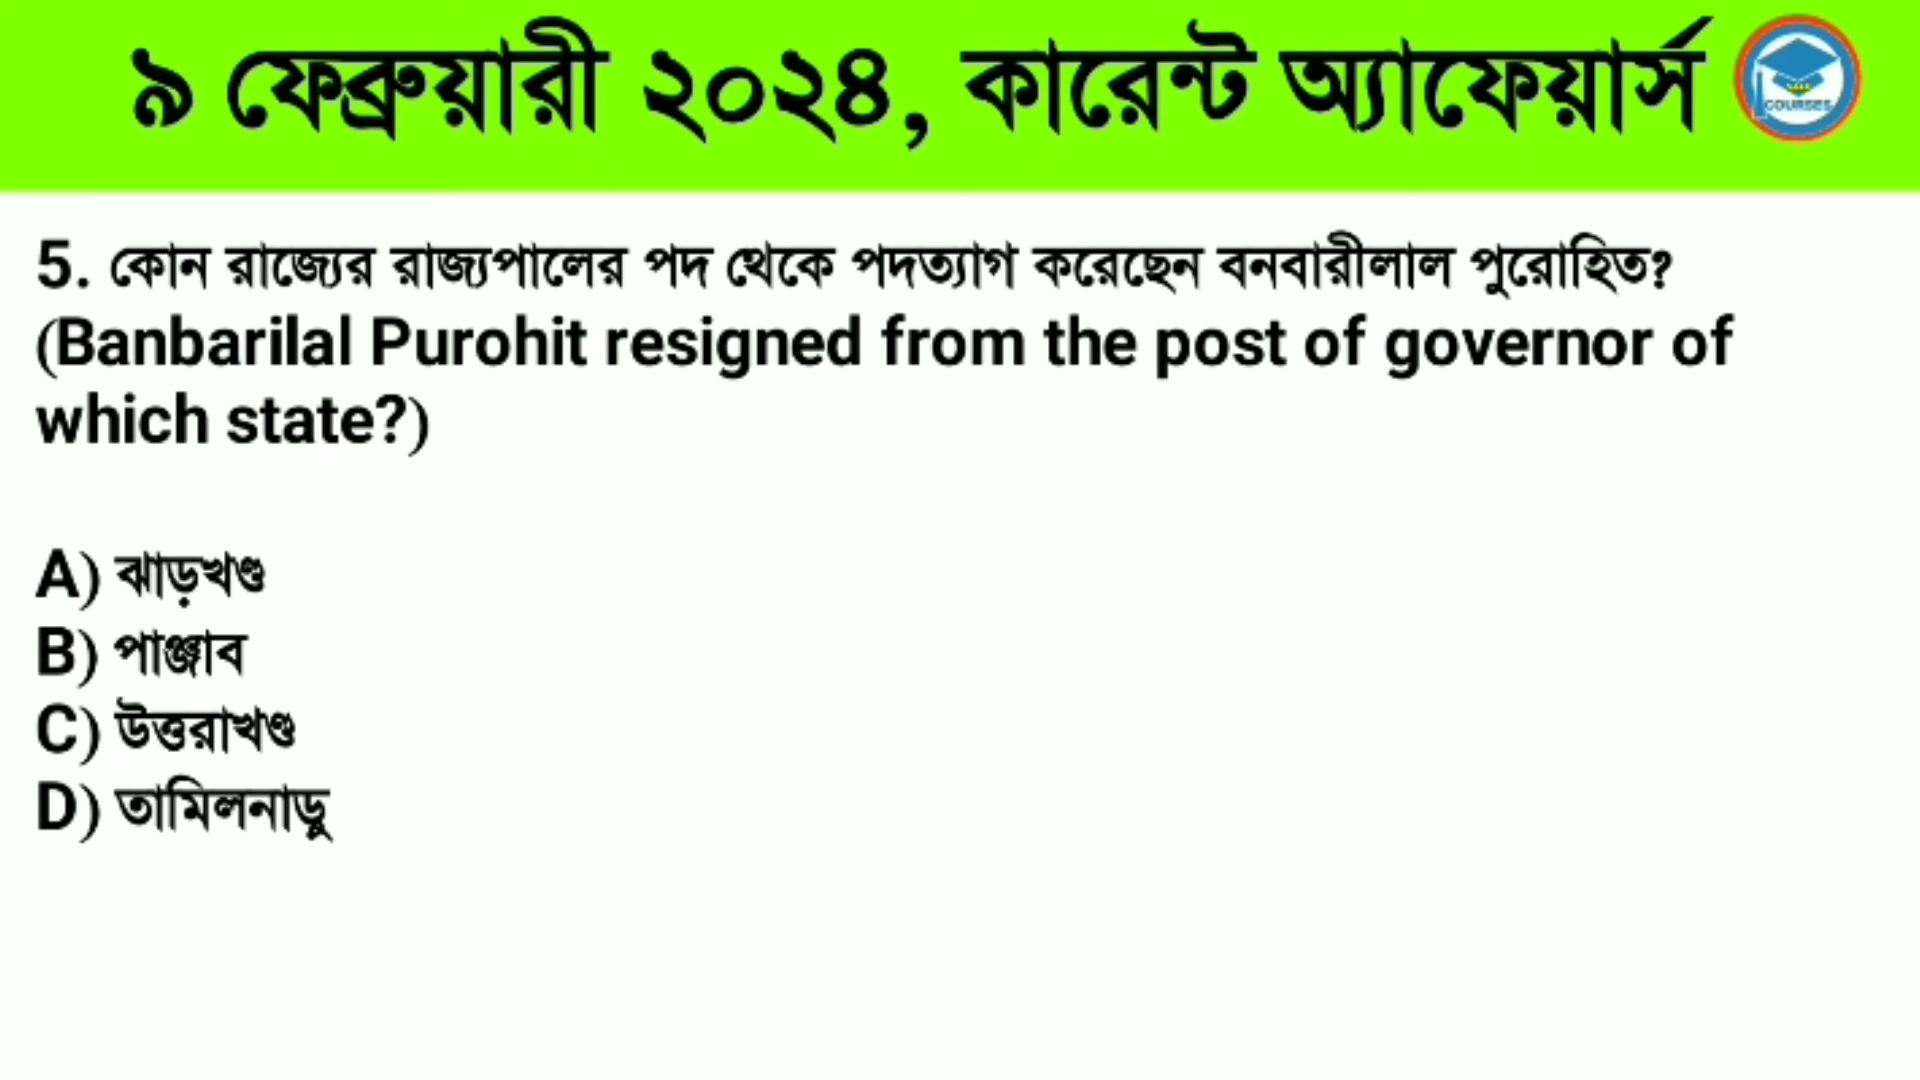 ৯ ফেব্রুয়ারী ২০২৪, কারেন্ট অ্যাফেয়ার্স
COURSES
5. কোন রাজ্যের রাজ্যপালের পদ থেকে পদত্যাগ করেছেন বনবারীলাল পুরোহিত?
(Banbarilal Purohit resigned from the post of governor of
which state?)
A) ঝাড়খণ্ড
B) পাঞ্জাব
C) উত্তরাখণ্ড
D) তামিলনাড়ু